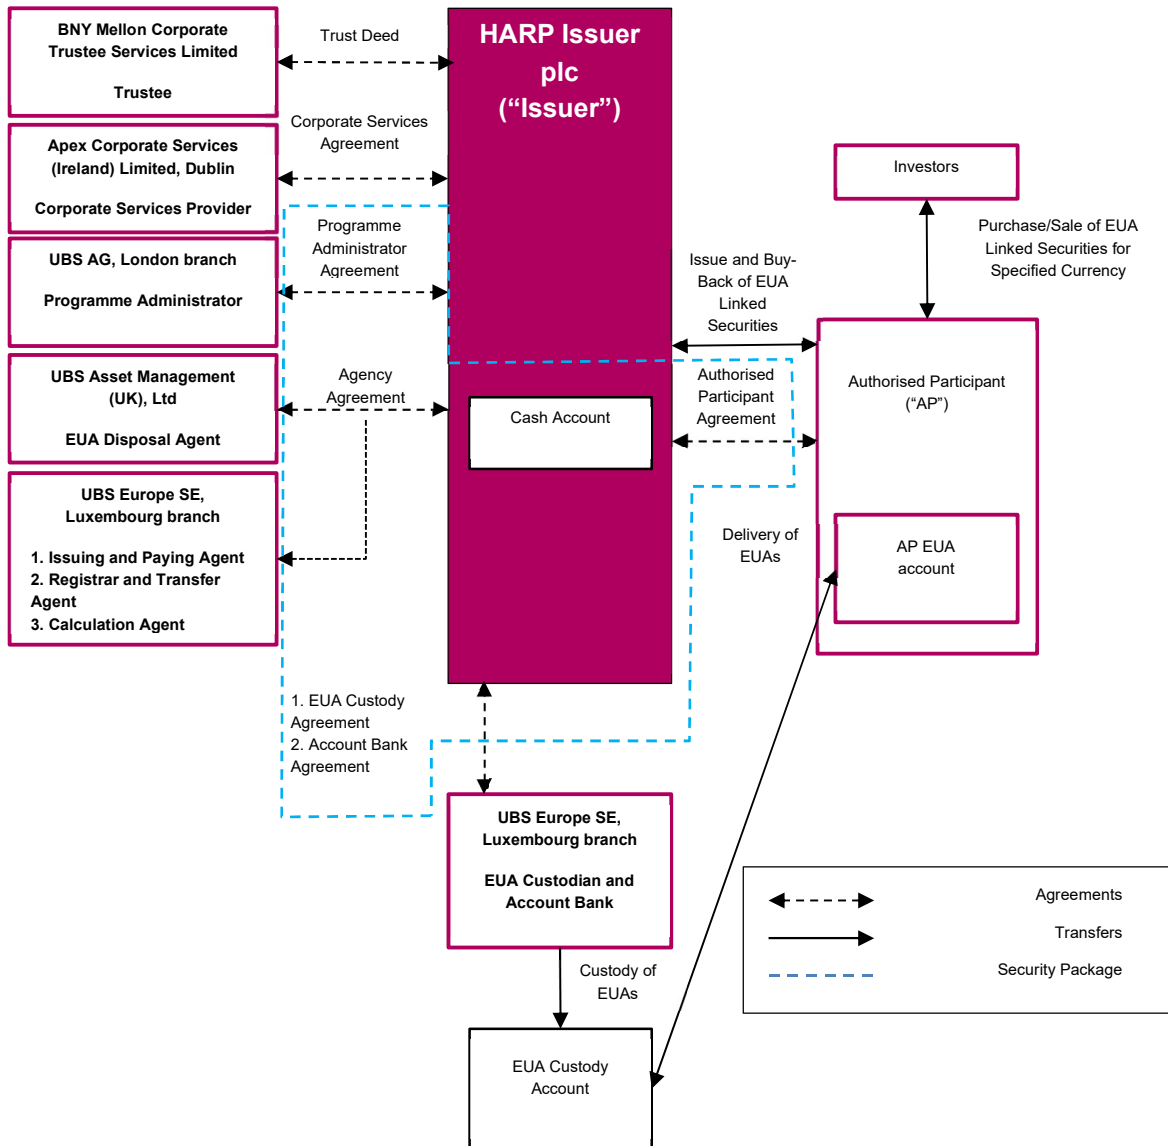 BNY Mellon Corporate
Trustee Services Limited
Trustee
Trust Deed
HARP Issuer
plc
(“Issuer”)
Apex Corporate Services
(Ireland) Limited, Dublin
Corporate Services Provider
Corporate Services
Agreement
UBS AG, London branch
Programme Administrator
Programme
Administrator
Agreement
UBS Asset Management
(UK), Ltd
EUA Disposal Agent
Agency
Agreement
UBS Europe SE,
Luxembourg branch
1. Issuing and Paying Agent
2. Registrar and Transfer
Agent
3. Calculation Agent
Cash Account
Issue and Buy-
Back of EUA
Linked
Securities
Authorised
Participant
Agreement
Investors
Purchase/Sale of EUA
Linked Securities for
Specified Currency
Authorised Participant
(“AP”)
AP EUA
account
Delivery of
EUAs
1. EUA Custody
Agreement
2. Account Bank
Agreement
UBS Europe SE,
Luxembourg branch
EUA Custodian and
Account Bank
Custody of
EUAs
EUA Custody
Account
Agreements
Transfers
Security Package